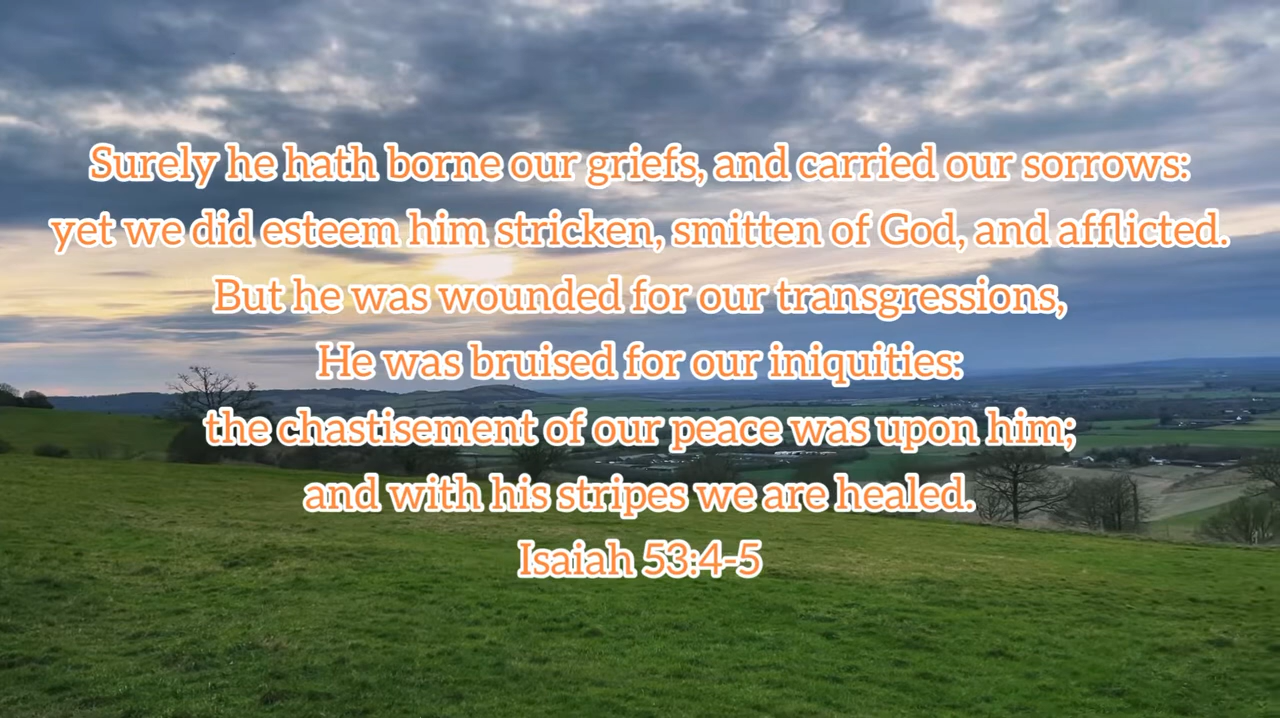 Surely he hath borne our griefs, and carried our sorrows:
yet we did esteem him stricken, smitten of God, and afflicted.
But he was wounded for our transgressions,
He was bruised for our iniquities:
the chastisement of our peace was upon him;
and with his stripes we are healed.
Isaiah 53:4-5